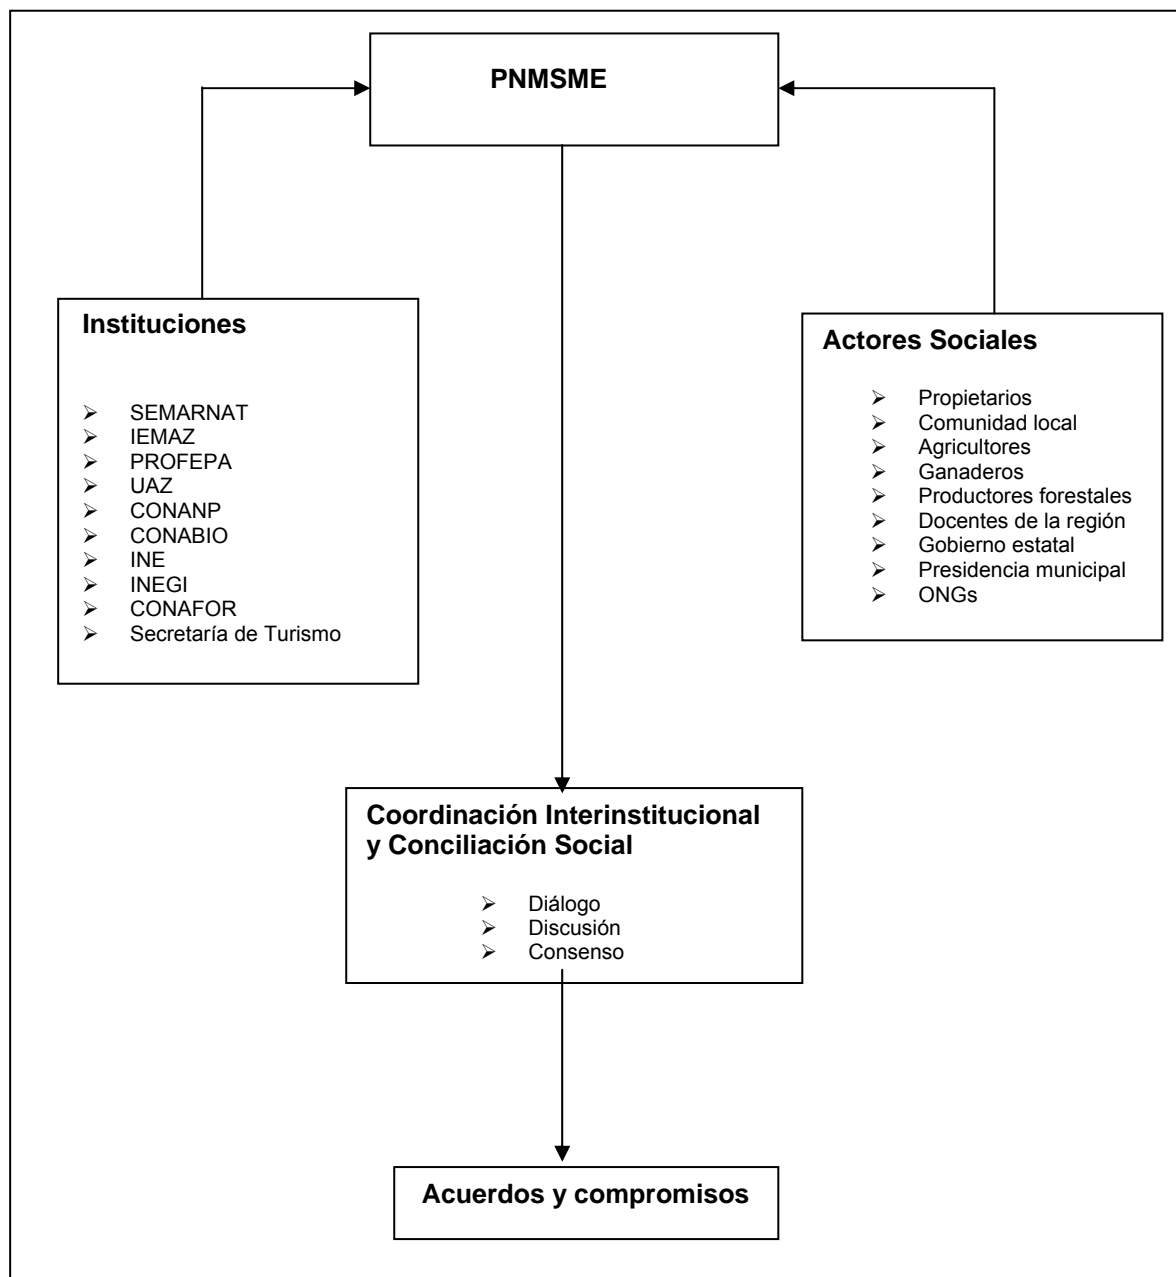 PNMSME
Instituciones
➢ SEMARNAT
➢ IEMAZ
➢ PROFEPA
➢ UAZ
➢ CONANP
➢ CONABIO
➢ INE
➢ INEGI
➢ CONAFOR
➢ Secretaría de Turismo
Actores Sociales
➢ Propietarios
➢ Comunidad local
➢ Agricultores
➢ Ganaderos
➢ Productores forestales
➢ Docentes de la región
➢ Gobierno estatal
➢ Presidencia municipal
➢ ONGs
Coordinación Interinstitucional
y Conciliación Social
➢ Diálogo
➢ Discusión
➢ Consenso
Acuerdos y compromisos